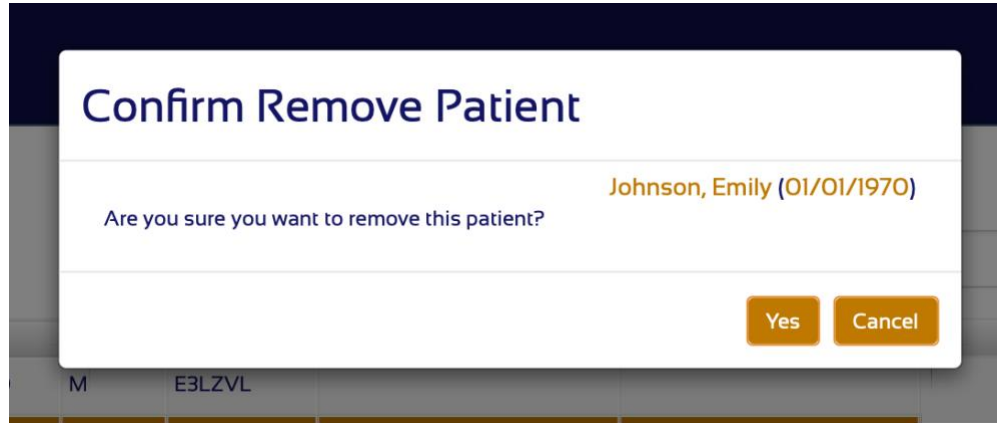 Confirm Remove Patient
Johnson, Emily (01/01/1970)
Are you sure you want to remove this patient?
Yes Cancel
M E3LZVL